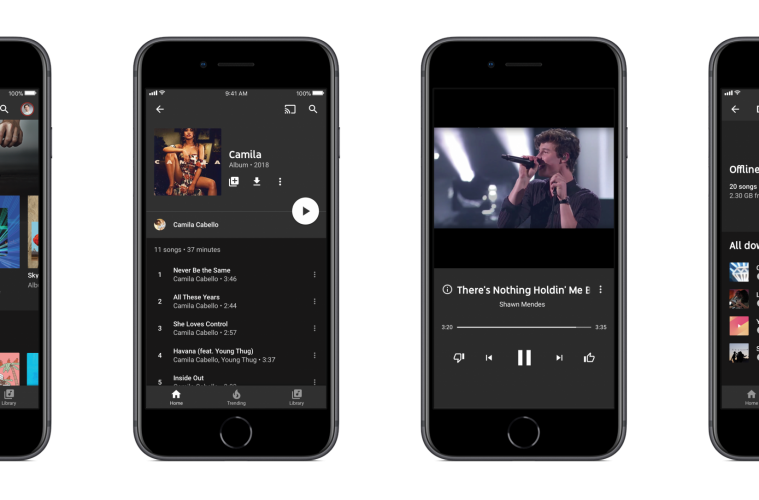 100%
Sky
Albu
Library
9:41 AM
100%
CAMILA
Camila
Album • 2018
Camila Cabello
11 songs • 37 minutes
1 Never Be the Same
Camila Cabello • 3:46
2 All These Years
Camila Cabello • 2:44
3 She Loves Control
Camila Cabello • 2:57
4 Havana (feat. Young Thug)
Camila Cabello, Young Thug • 3:37
5 Inside Out
Home
Trending
Library
There's Nothing Holdin' Me B
Shawn Mendes
3:20
3:35
D
Offline
20 songs
2.30 GB fr
All dow
Home